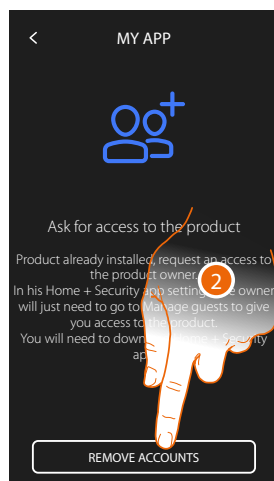 <
MY APP
Ask for access to the product
Product already installed, request an access to
the product owner.
In his Home + Security app setting owner
will just need to go to Manage guests to give
you access to the product.
You will need to down Home + Security
ap
2
REMOVE ACCOUNTS